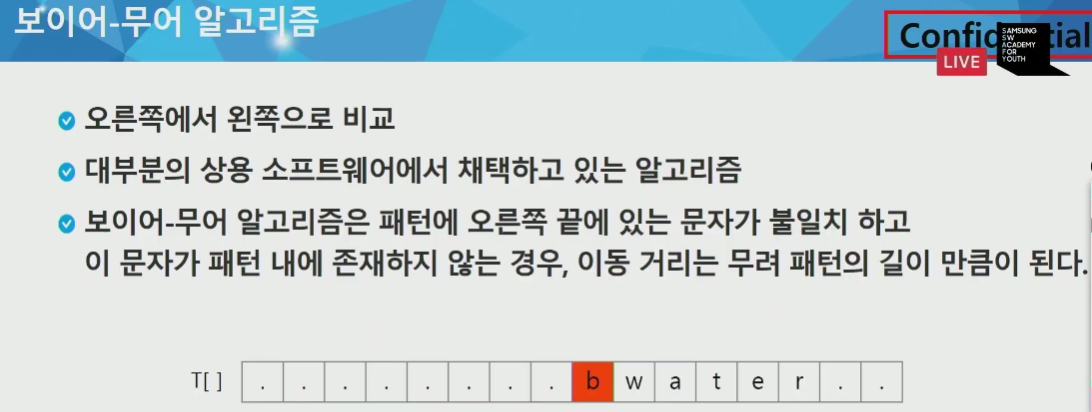 보이어-무어 알고리즘
SAMSUNG
SW
ACADEMY
FOR
YOUTH
LIVE
오른쪽에서 왼쪽으로 비교
대부분의 상용 소프트웨어에서 채택하고 있는 알고리즘
보이어-무어 알고리즘은 패턴에 오른쪽 끝에 있는 문자가 불일치 하고
이 문자가 패턴 내에 존재하지 않는 경우, 이동 거리는 무려 패턴의 길이 만큼이 된다.
T[ ] . . . . . . . . b w a t e r . .